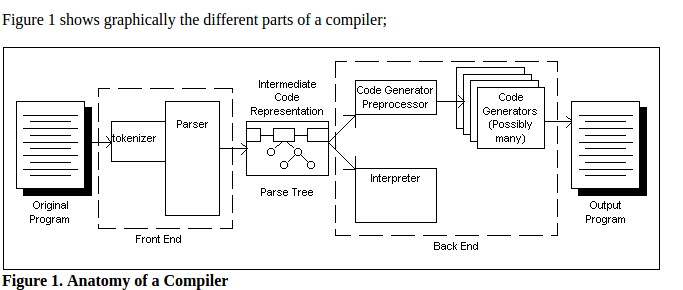 Figure 1 shows graphically the different parts of a compiler;
Original
Program
tokenizer
Parser
Front End
Intermediate
Code
Representation
Parse Tree
Code Generator
Preprocessor
Interpreter
Code
Generators
(Possibly
many)
Back End
Output
Program
Figure 1. Anatomy of a Compiler